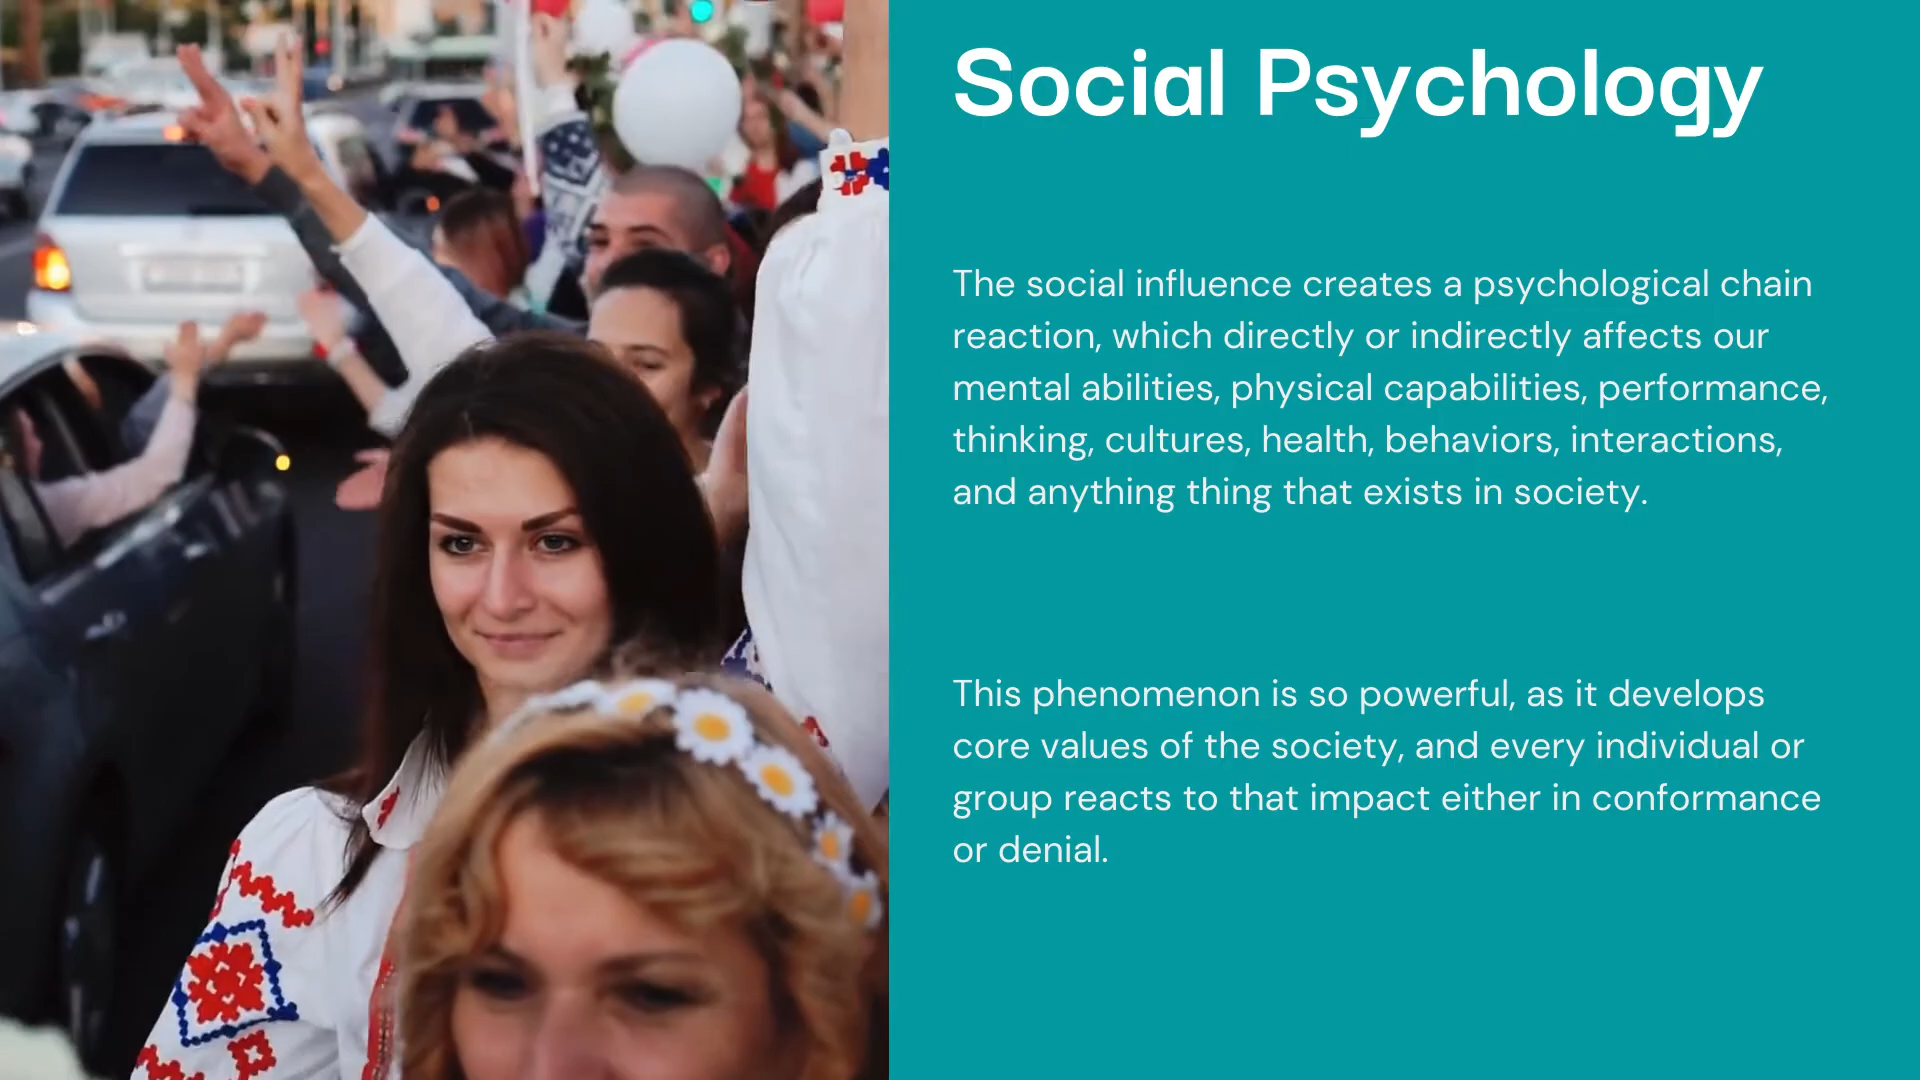 Social Psychology
The social influence creates a psychological chain
reaction, which directly or indirectly affects our
mental abilities, physical capabilities, performance,
thinking, cultures, health, behaviors, interactions,
and anything thing that exists in society.
This phenomenon is so powerful, as it develops
core values of the society, and every individual or
group reacts to that impact either in conformance
or denial.